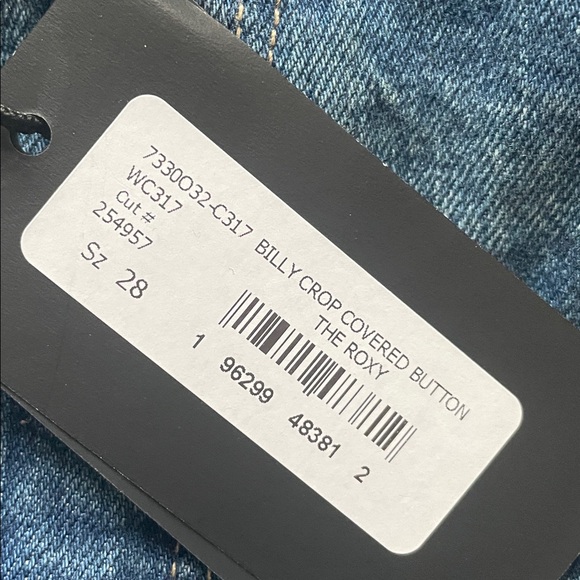 7330O32-C317 BILLY CROP COVERED BUTTON
WC317 THE ROXY
Cut #
254957
Sz 28
1 96299 48381 2